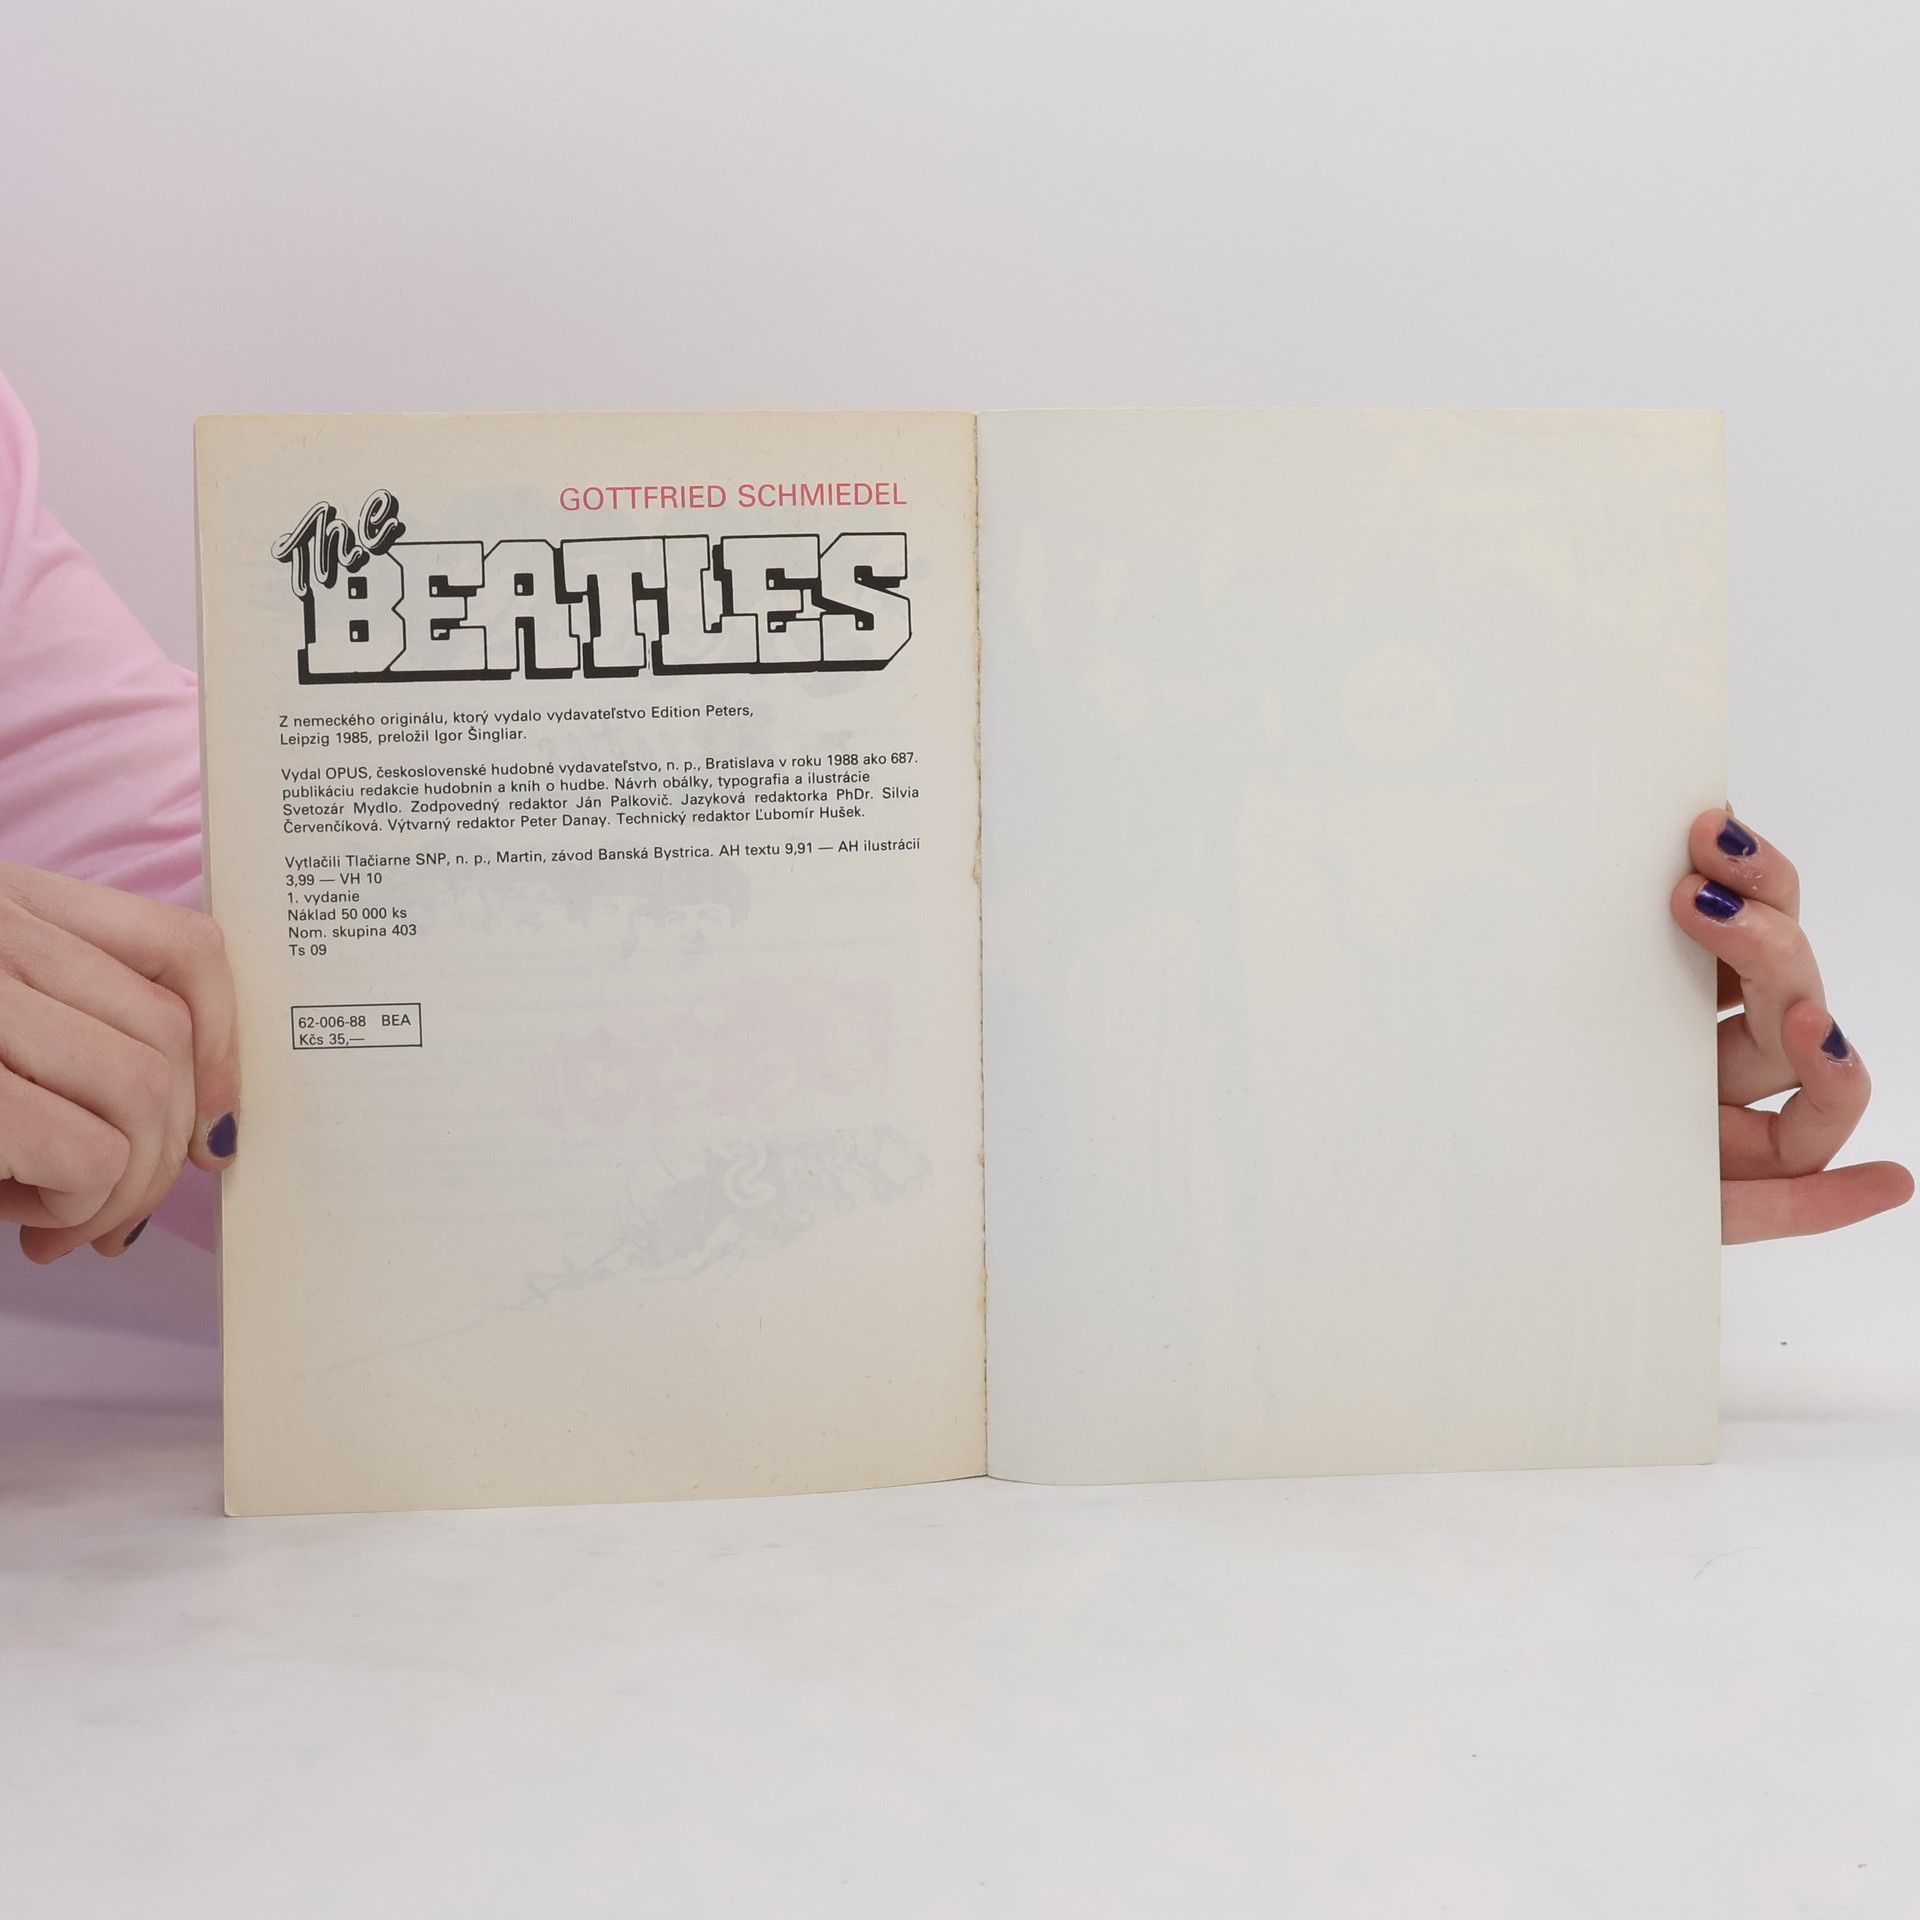 GOTTFRIED SCHMIEDEL
The
BEATLES
Z nemeckého originálu, ktorý vydalo vydavateľstvo Edition Peters,
Leipzig 1985, preložil Igor Šingliar.
Vydal OPUS, československé hudobné vydavateľstvo, n. p., Bratislava v roku 1988 ako 687.
publikáciu redakcie hudobnín a kníh o hudbe. Návrh obálky, typografia a ilustrácie
Svetozár Mydlo. Zodpovedný redaktor Ján Palkovič. Jazyková redaktorka PhDr. Silvia
Červenčíková. Výtvarný redaktor Peter Danay. Technický redaktor Ľubomír Hušek.
Vytlačili Tlačiarne SNP, n. p., Martin, závod Banská Bystrica. AH textu 9,91 — AH ilustrácií
3,99 — VH 10
1. vydanie
Náklad 50 000 ks
Nom. skupina 403
Ts 09
62-006-88 BEA
Kčs 35,—